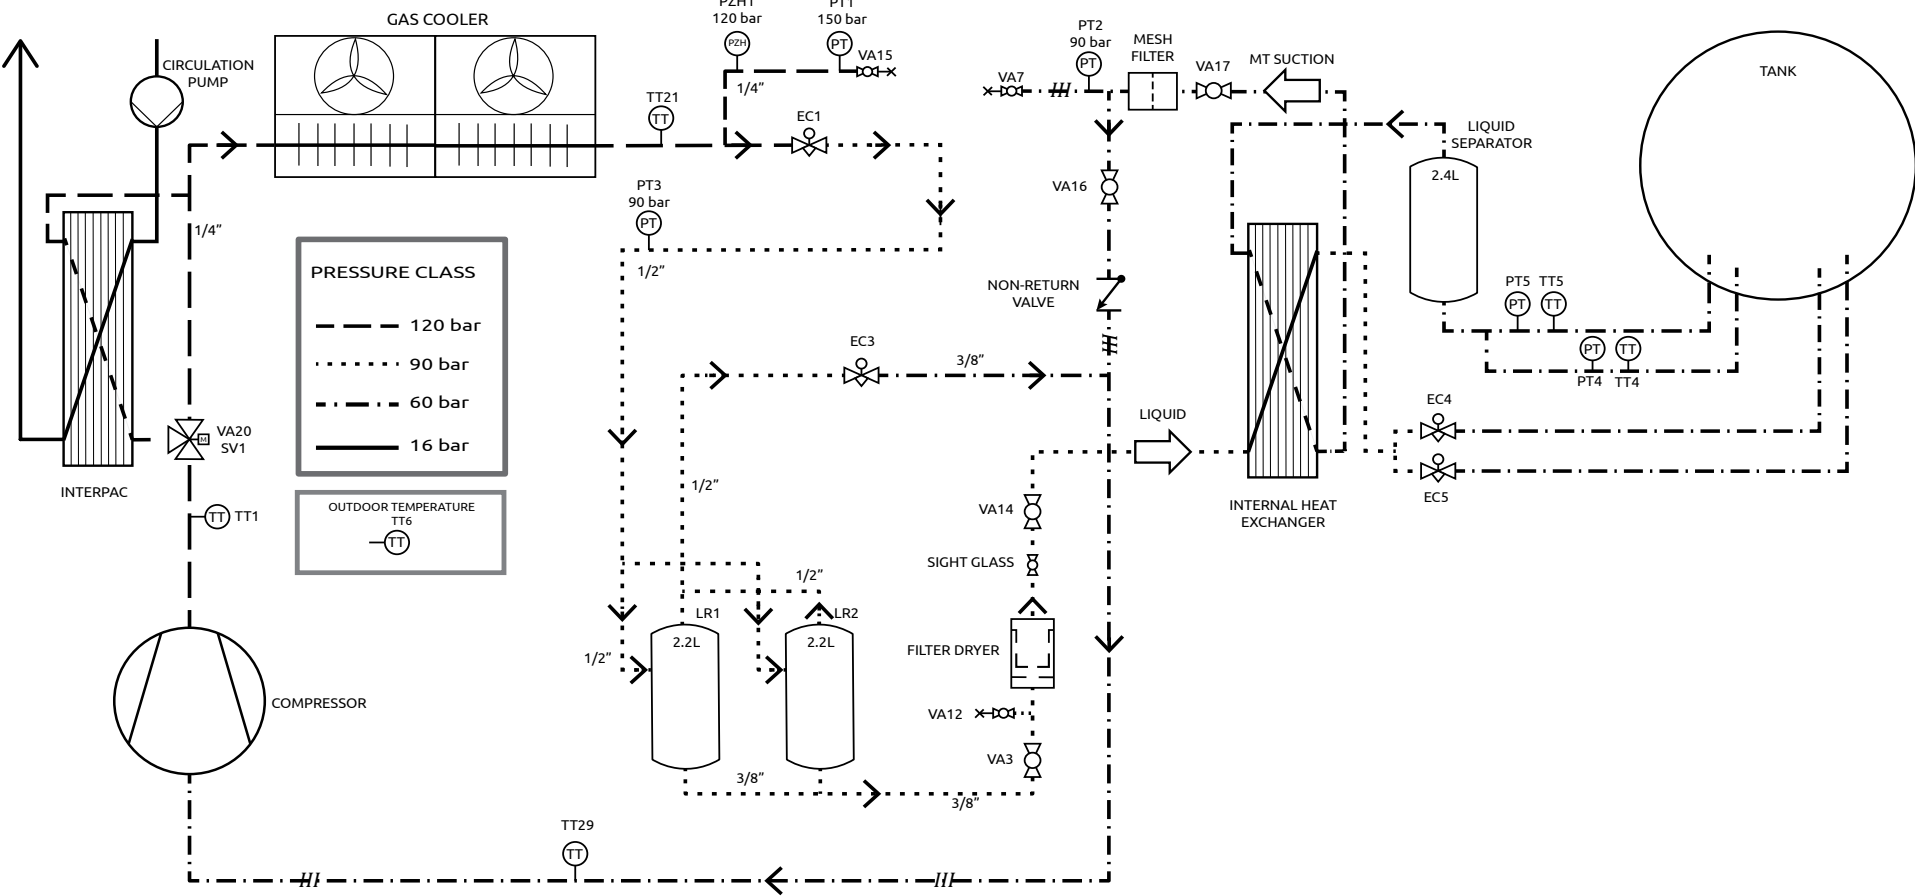 PZH1
120 bar
PZH
PT1
150 bar
PT
VA15
GAS COOLER
CIRCULATION
PUMP
1/4”
TT21
TT
EC1
PT2
90 bar
PT
MESH
FILTER
VA7
VA17
MT SUCTION
VA16
LIQUID
SEPARATOR
2.4L
TANK
PT3
90 bar
PT
1/2”
1/4”
PRESSURE CLASS
120 bar
90 bar
60 bar
16 bar
NON-RETURN
VALVE
PT5
TT5
PT
TT
PT
TT
PT4
TT4
EC3
3/8”
EC4
EC5
LIQUID
VA20
SV1
M
INTERPAC
TT
TT1
OUTDOOR TEMPERATURE
TT6
TT
1/2”
VA14
SIGHT GLASS
INTERNAL HEAT
EXCHANGER
1/2”
LR1
LR2
2.2L
2.2L
1/2”
FILTER DRYER
COMPRESSOR
VA12
VA3
3/8”
3/8”
TT29
TT